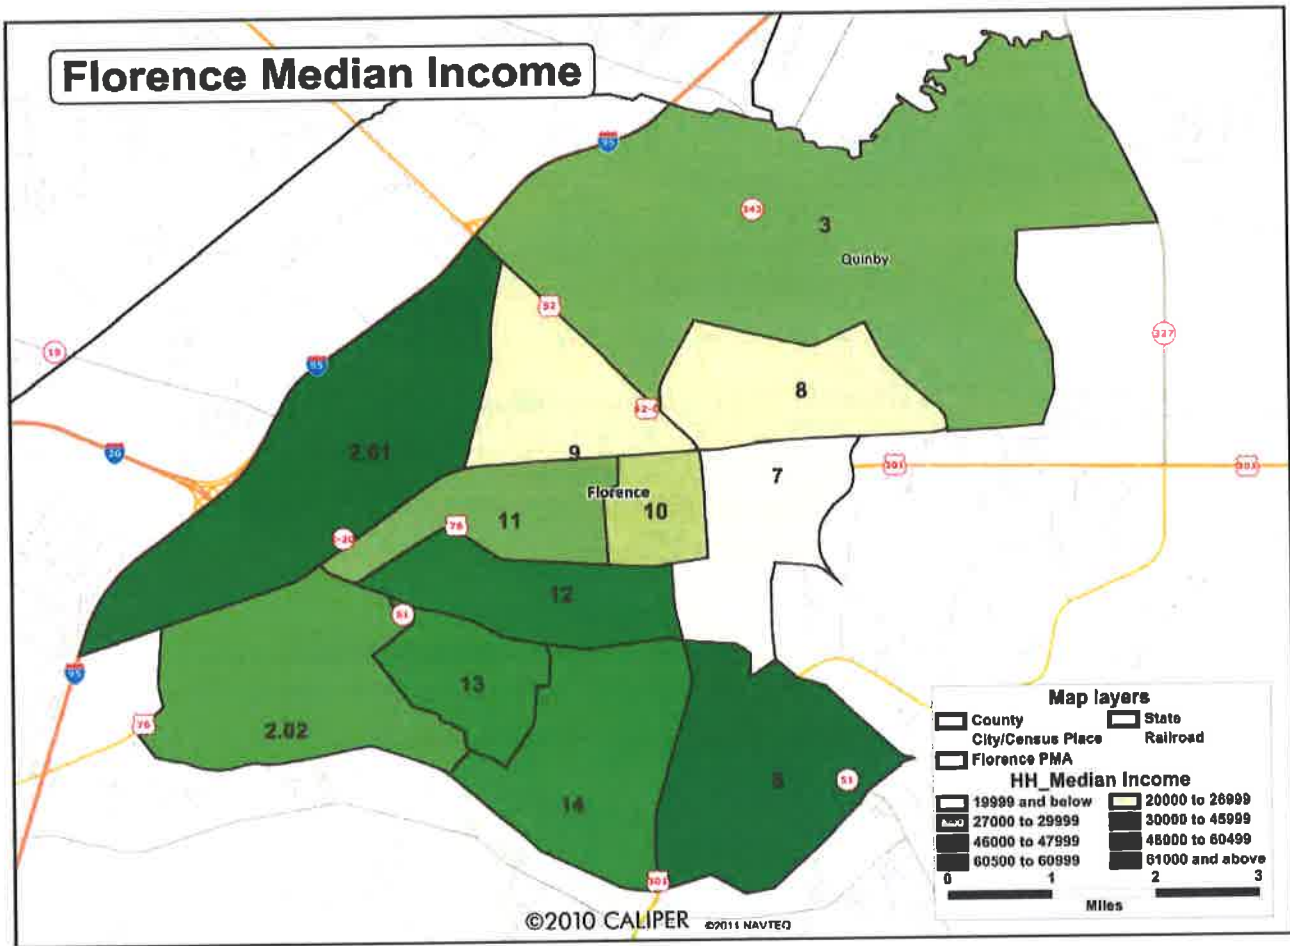 Florence Median Income
95
343
3
Quinby
52
327
19
95
8
52-B
2.01
20
9
7
301
301
Florence
76
11
10
12
51
95
13
76
2.02
5
51
14
301
Map layers
County
State
City/Census Place
Railroad
Florence PMA
HH_Median Income
19999 and below
20000 to 26999
27000 to 29999
30000 to 45999
46000 to 47999
48000 to 60499
60500 to 60999
61000 and above
0 1 2 3
Miles
©2010 CALIPER ©2011 NAVTEQ